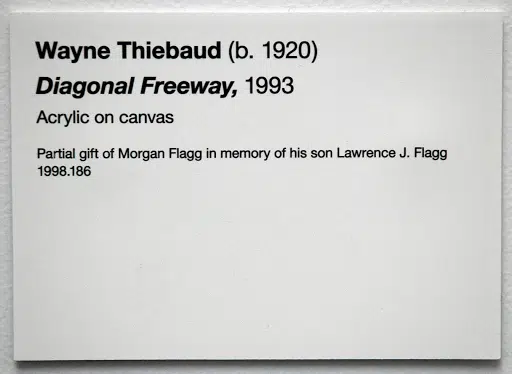 Wayne Thiebaud (b. 1920)
Diagonal Freeway, 1993
Acrylic on canvas
Partial gift of Morgan Flagg in memory of his son Lawrence J. Flagg
1998.186